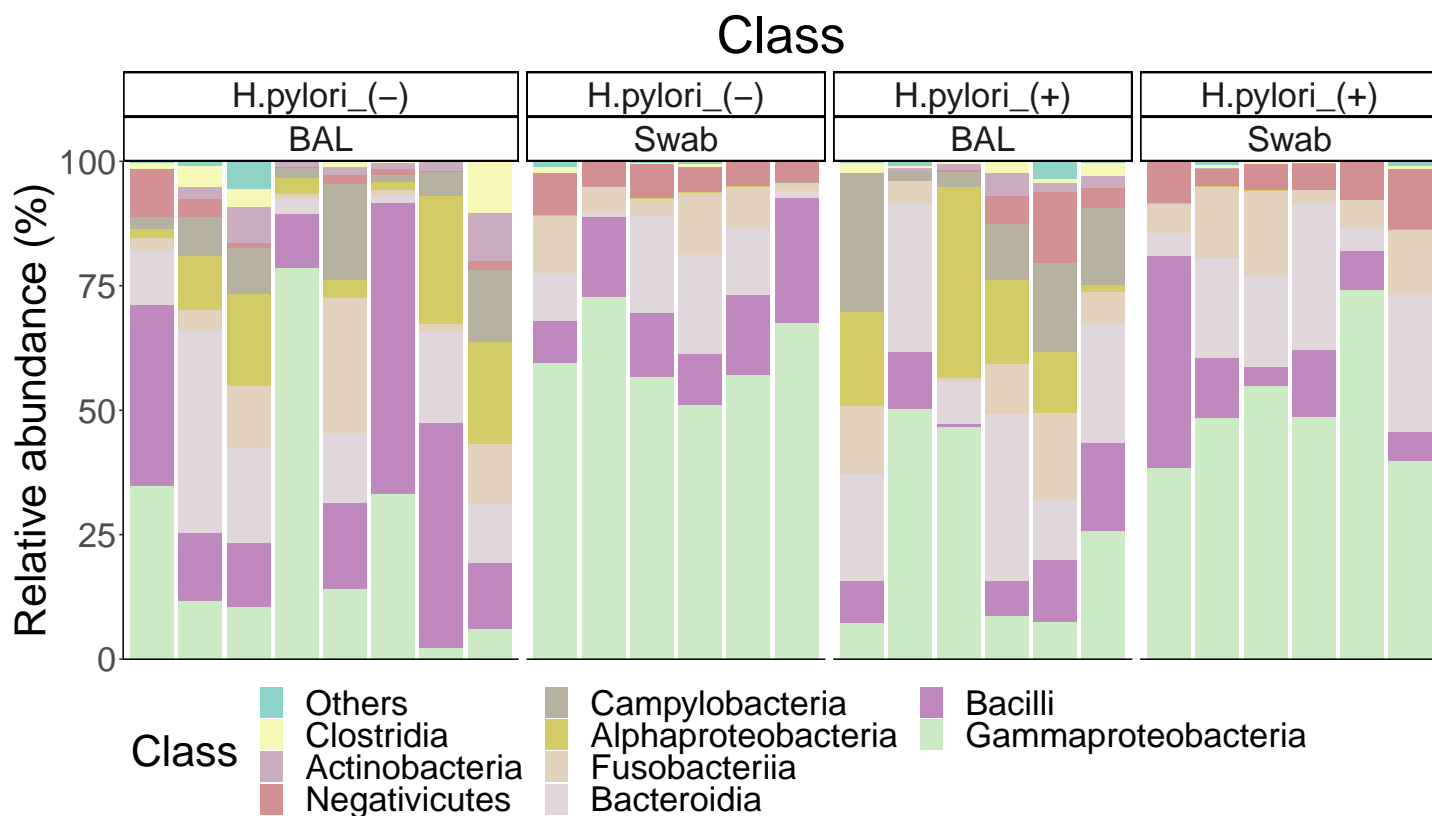 Class
H.pylori_(−) H.pylori_(−) H.pylori_(+) H.pylori_(+)
BAL Swab BAL Swab
Relative abundance (%)
100
75
50
25
0
Class
Others Campylobacteria Bacilli
Clostridia Alphaproteobacteria Gammaproteobacteria
Actinobacteria Fusobacteriia
Negativicutes Bacteroidia